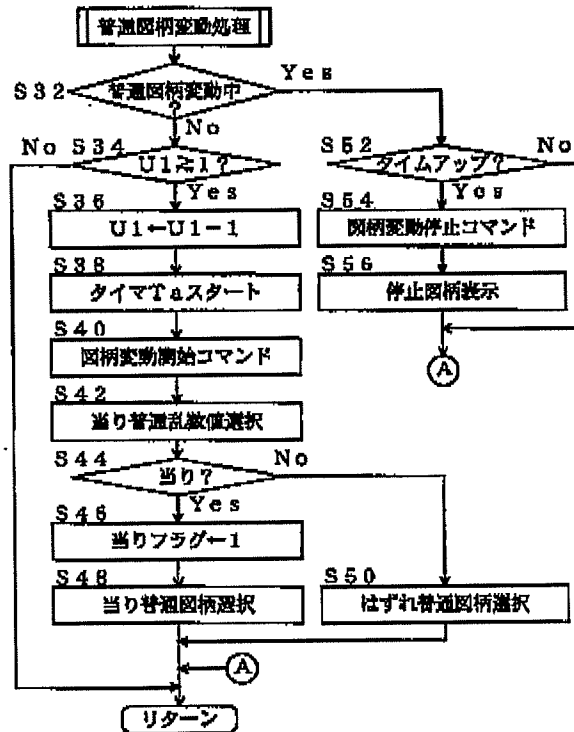 普通図柄変動処理
S32
普通図柄変動中
?
Yes
No
No
S34
U1≧1?
Yes
S36
U1←U1-1
S38
タイマTaスタート
S40
図柄変動開始コマンド
S42
当り普通乱数値選択
S44
当り?
No
Yes
S46
当りフラグ←1
S48
当り普通図柄選択
S50
はずれ普通図柄選択
S52
タイムアップ?
No
Yes
S54
図柄変動停止コマンド
S56
停止図柄表示
A
A
リターン